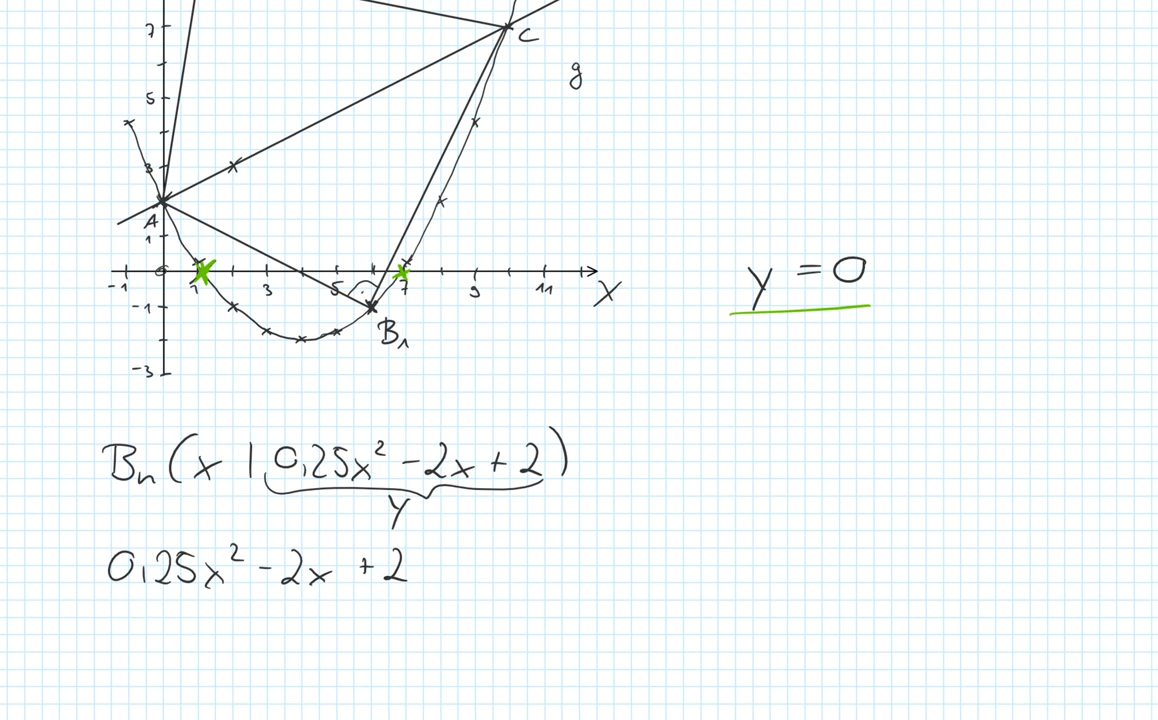 7
C
g
5
3
A
1
-1 0 1 3 5 7 9 11 X
y = 0
-1
B₁
-3
Bₙ(x | 0,25x² - 2x + 2)
y
0,25x² - 2x + 2